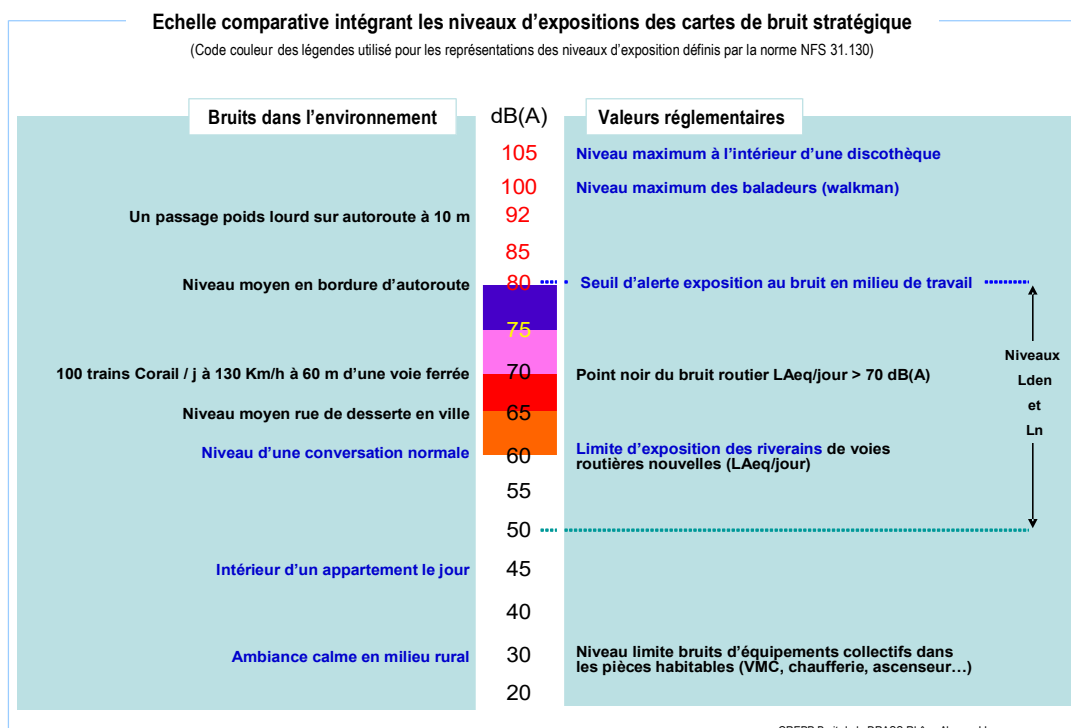 Echelle comparative intégrant les niveaux d'expositions des cartes de bruit stratégique
(Code couleur des légendes utilisé pour les représentations des niveaux d'exposition définis par la norme NFS 31.130)
Bruits dans l'environnement
dB(A)
Valeurs réglementaires
105
Niveau maximum à l'intérieur d'une discothèque
100
Niveau maximum des baladeurs (walkman)
Un passage poids lourd sur autoroute à 10 m
92
85
Niveau moyen en bordure d'autoroute
80
Seuil d'alerte exposition au bruit en milieu de travail
75
100 trains Corail / j à 130 Km/h à 60 m d'une voie ferrée
70
Point noir du bruit routier LAeq/jour > 70 dB(A)
Niveaux
Lden
et
Ln
Niveau moyen rue de desserte en ville
65
Niveau d'une conversation normale
60
Limite d'exposition des riverains de voies
routières nouvelles (LAeq/jour)
55
50
Intérieur d'un appartement le jour
45
40
Ambiance calme en milieu rural
30
Niveau limite bruits d'équipements collectifs dans
les pièces habitables (VMC, chaufferie, ascenseur…)
20